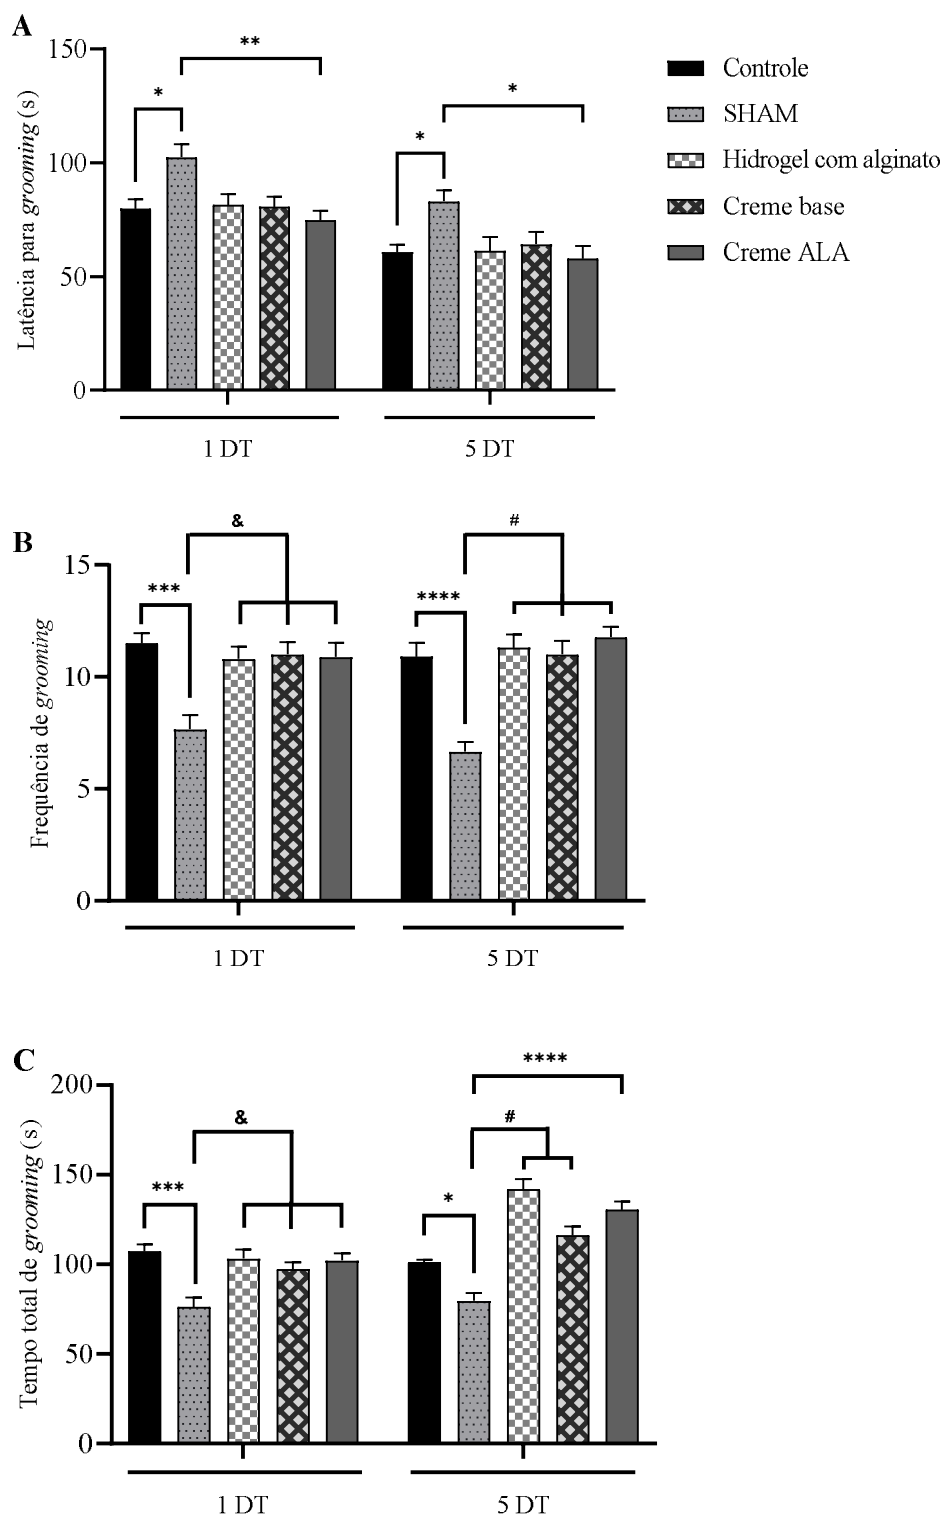 A
Latência para grooming (s)
150
100
50
0
**
*
*
*
1 DT
5 DT
Controle
SHAM
Hidrogel com alginato
Creme base
Creme ALA
B
Frequência de grooming
15
10
5
0
&
***
#
****
1 DT
5 DT
C
Tempo total de grooming (s)
200
150
100
50
0
&
***
****
#
*
1 DT
5 DT